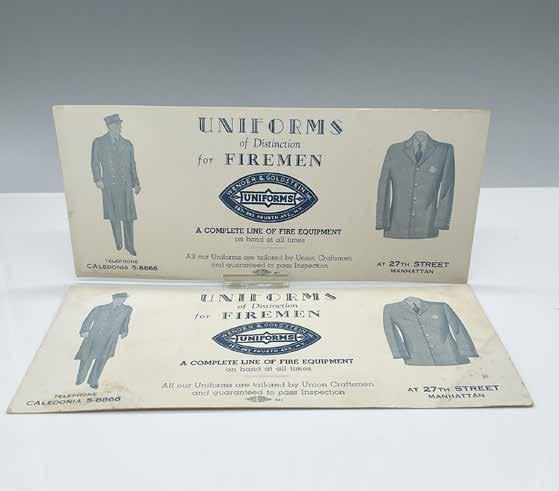 UNIFORMS
of Distinction
for FIREMEN
WENDER & GOLDSTEIN
UNIFORMS
FOURTH AVE., N.Y.
A COMPLETE LINE OF FIRE EQUIPMENT
on hand at all times
All our Uniforms are tailored by Union Craftsmen
and guaranteed to pass Inspection
TELEPHONE
CALEDONIA 5-8866
AT 27TH STREET
MANHATTAN
UNIFORMS
of Distinction
for FIREMEN
WENDER & GOLDSTEIN
UNIFORMS
FOURTH AVE., N.Y.
A COMPLETE LINE OF FIRE EQUIPMENT
on hand at all times
All our Uniforms are tailored by Union Craftsmen
and guaranteed to pass Inspection
TELEPHONE
CALEDONIA 5-8866
AT 27TH STREET
MANHATTAN